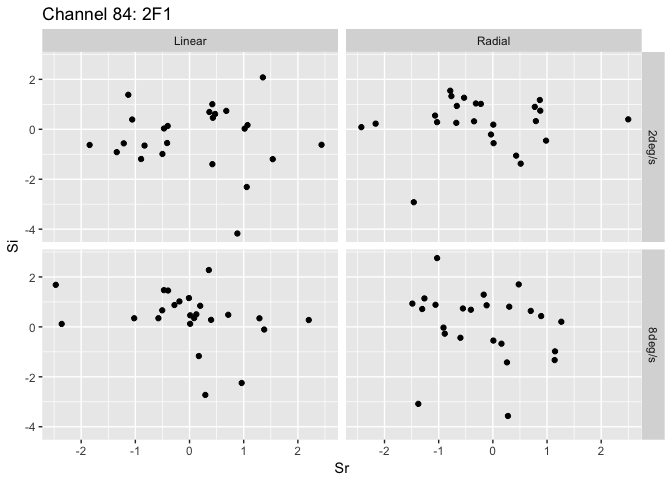 Channel 84: 2F1
Linear
Radial
2
0
-2
-4
2deg/s
Si
2
0
-2
-4
8deg/s
-2 -1 0 1 2
-2 -1 0 1 2
Sr